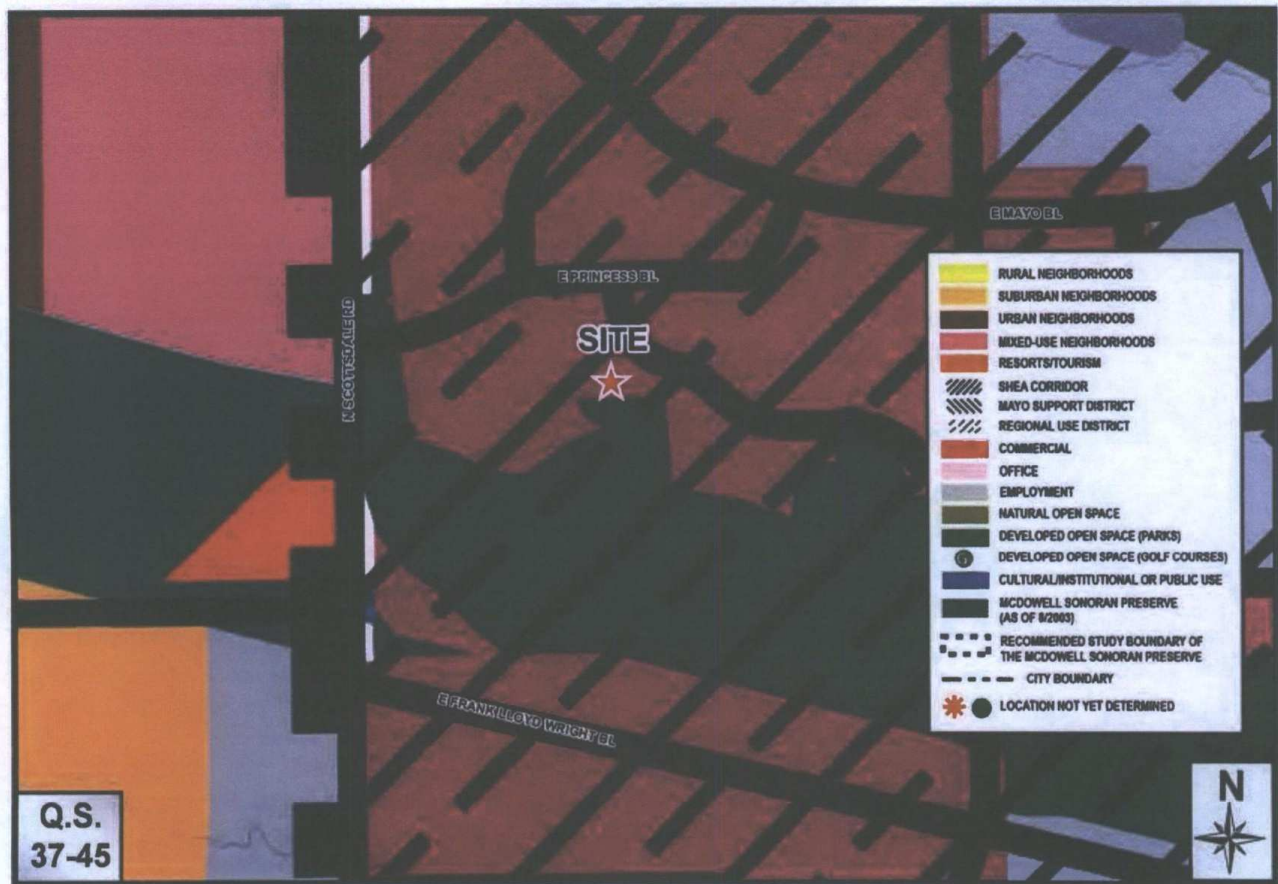 E MAYO BL
E PRINCESS BL
N SCOTTSDALE RD
SITE
E FRANK LLOYD WRIGHT BL
RURAL NEIGHBORHOODS
SUBURBAN NEIGHBORHOODS
URBAN NEIGHBORHOODS
MIXED-USE NEIGHBORHOODS
RESORTS/TOURISM
SHEA CORRIDOR
MAYO SUPPORT DISTRICT
REGIONAL USE DISTRICT
COMMERCIAL
OFFICE
EMPLOYMENT
NATURAL OPEN SPACE
DEVELOPED OPEN SPACE (PARKS)
DEVELOPED OPEN SPACE (GOLF COURSES)
CULTURAL/INSTITUTIONAL OR PUBLIC USE
MCDOWELL SONORAN PRESERVE
(AS OF 8/2003)
RECOMMENDED STUDY BOUNDARY OF
THE MCDOWELL SONORAN PRESERVE
CITY BOUNDARY
LOCATION NOT YET DETERMINED
Q.S.
37-45
N